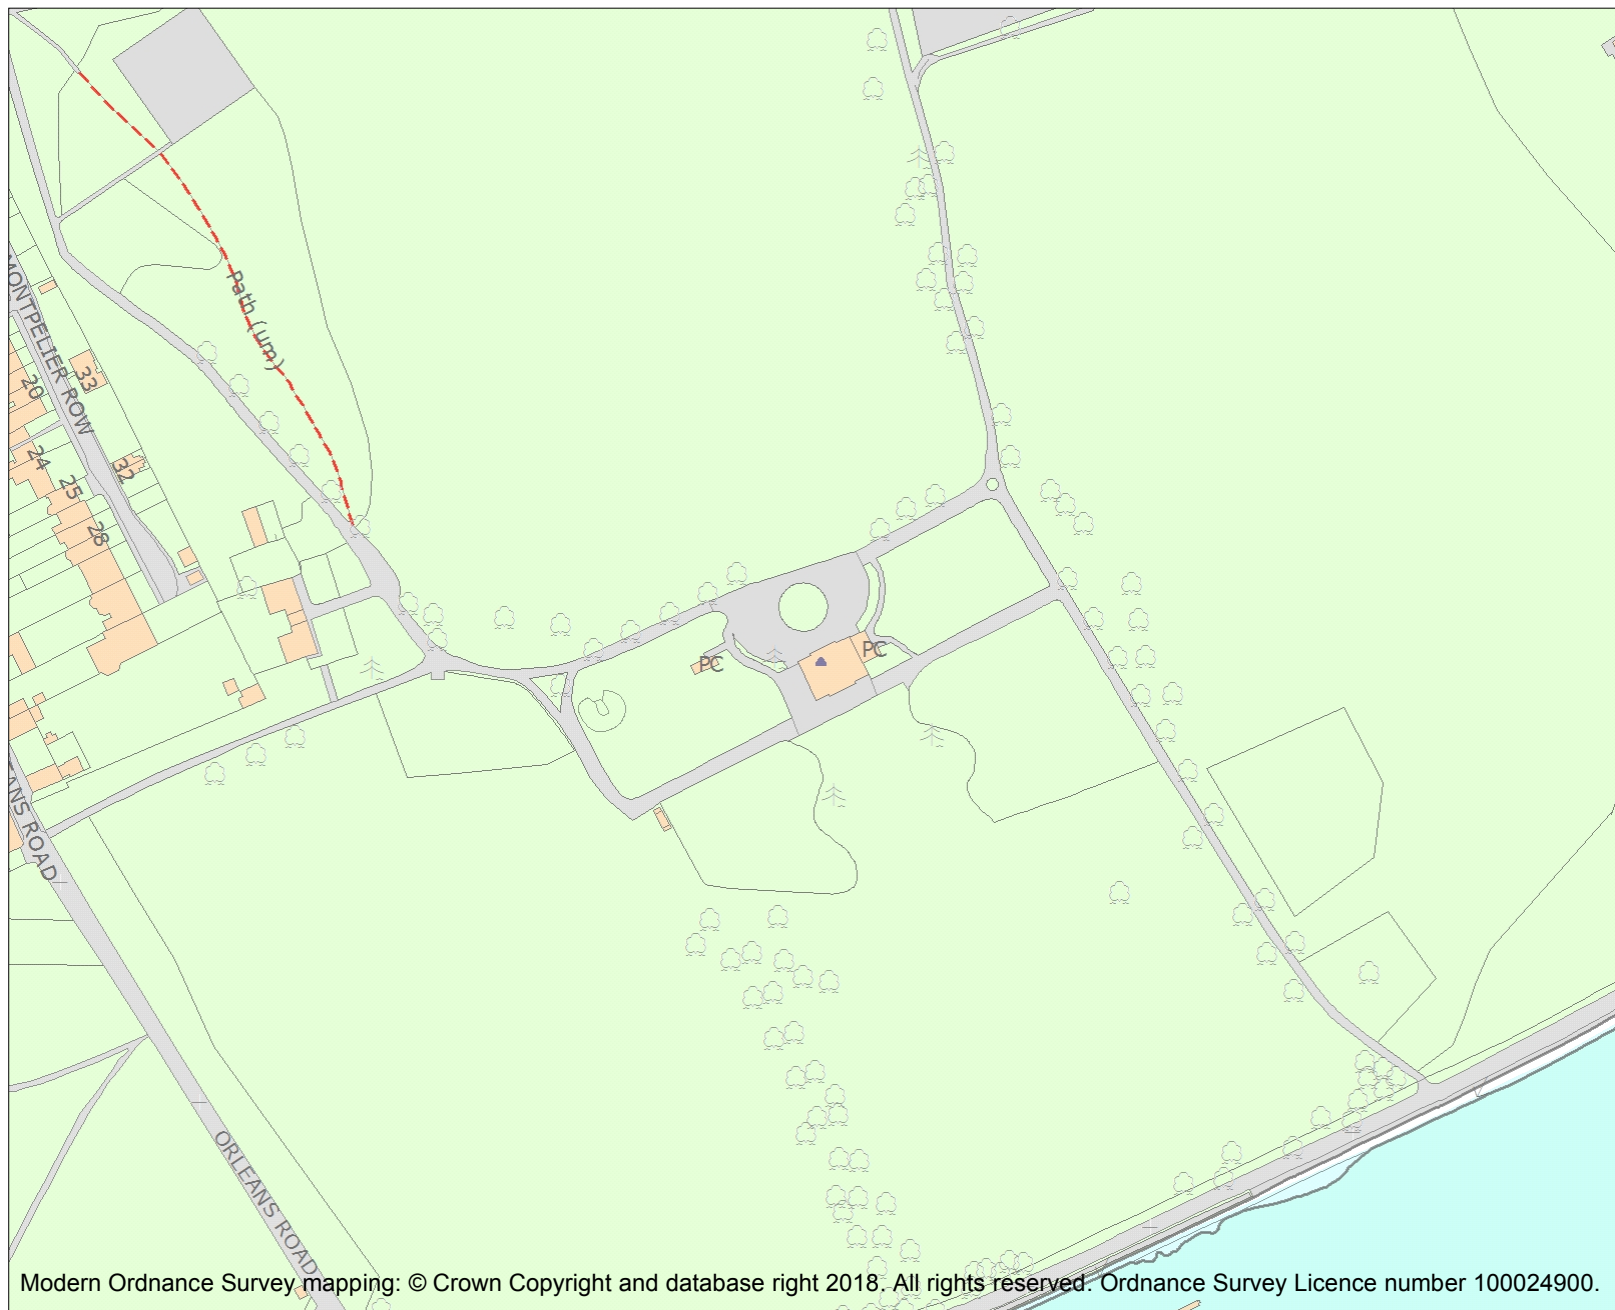 Path (um)
MONTPELIER ROW
33
20
32
24
25
28
PC
PC
EANS ROAD
ORLEANS ROAD
Modern Ordnance Survey mapping: © Crown Copyright and database right 2018. All rights reserved. Ordnance Survey Licence number 100024900.